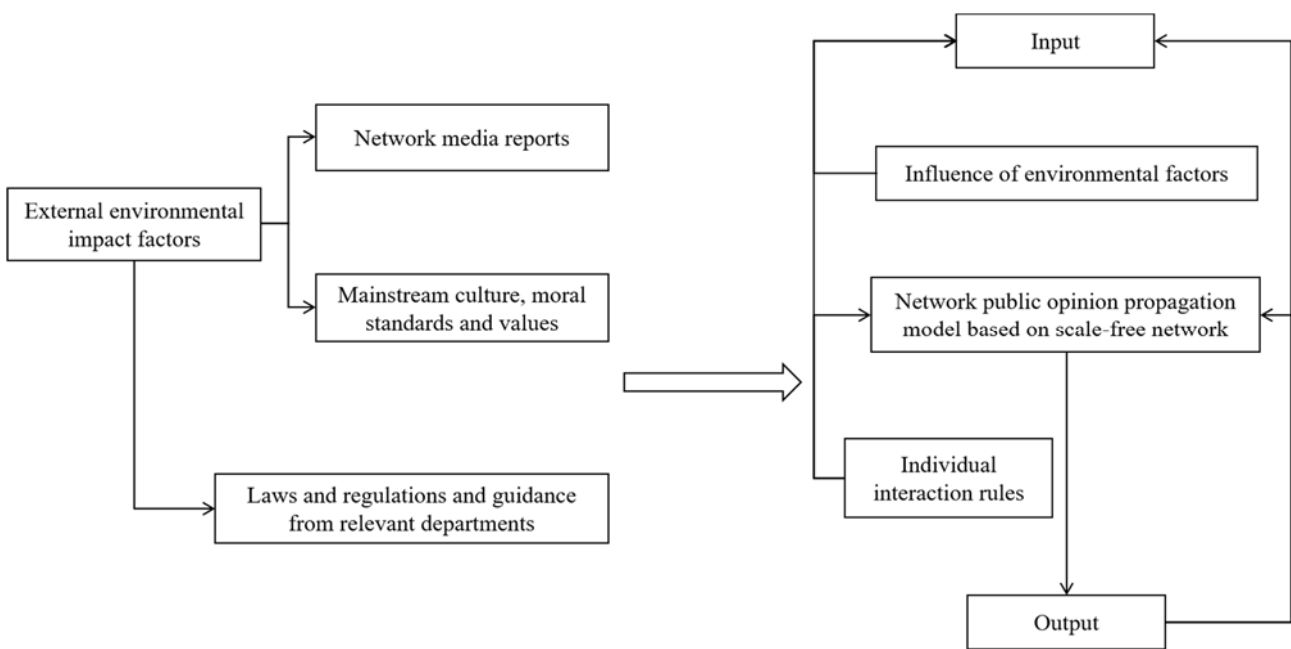 External environmental
impact factors
Network media reports
Mainstream culture, moral
standards and values
Laws and regulations and guidance
from relevant departments
Input
Influence of environmental factors
Network public opinion propagation
model based on scale-free network
Individual
interaction rules
Output